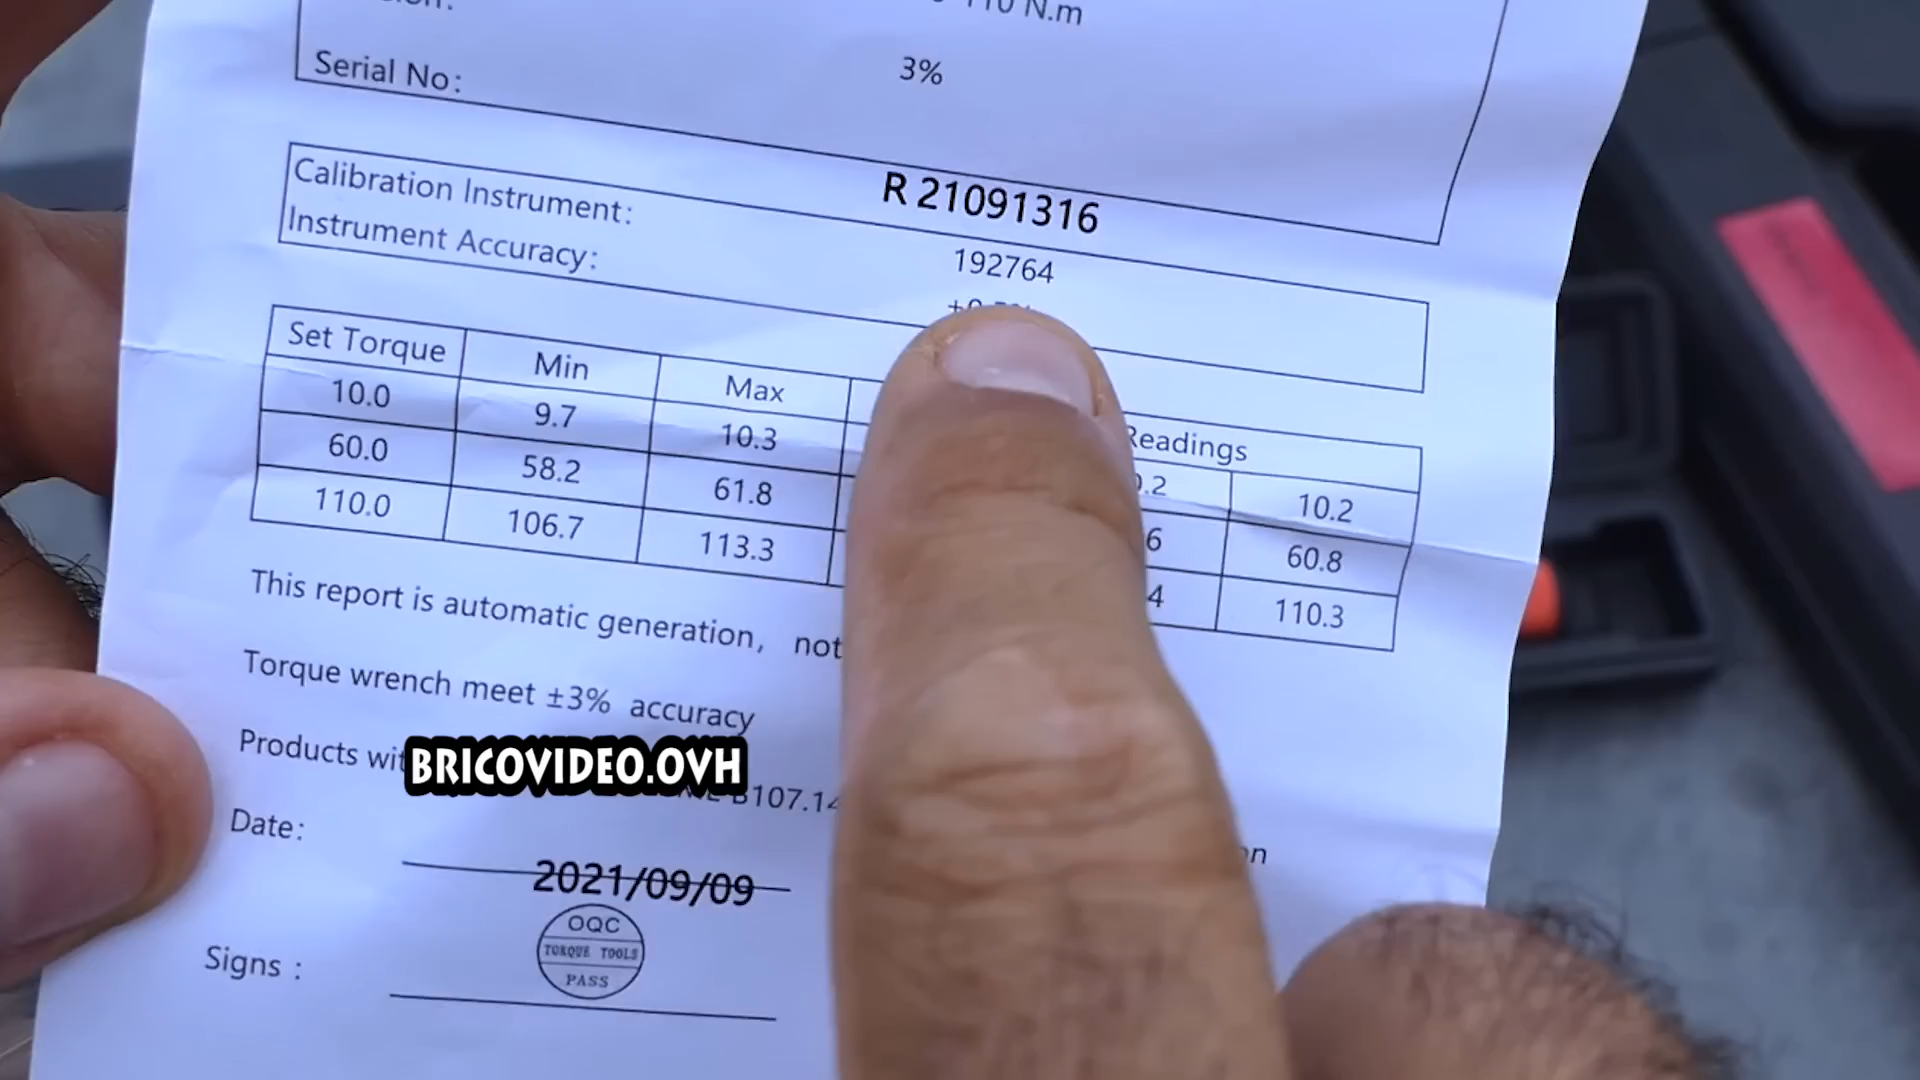 110 N.m
3%
Serial No:
R 21091316
Calibration Instrument: 192764
Instrument Accuracy:
Set Torque Min Max Readings
10.0 9.7 10.3 10.2
60.0 58.2 61.8 60.8
110.0 106.7 113.3 110.3
This report is automatic generation, not
Torque wrench meet ±3% accuracy
Products
BRICOVIDEO.OVH
B107.14
Date: 2021/09/09
OQC
TORQUE TOOLS
PASS
Signs :